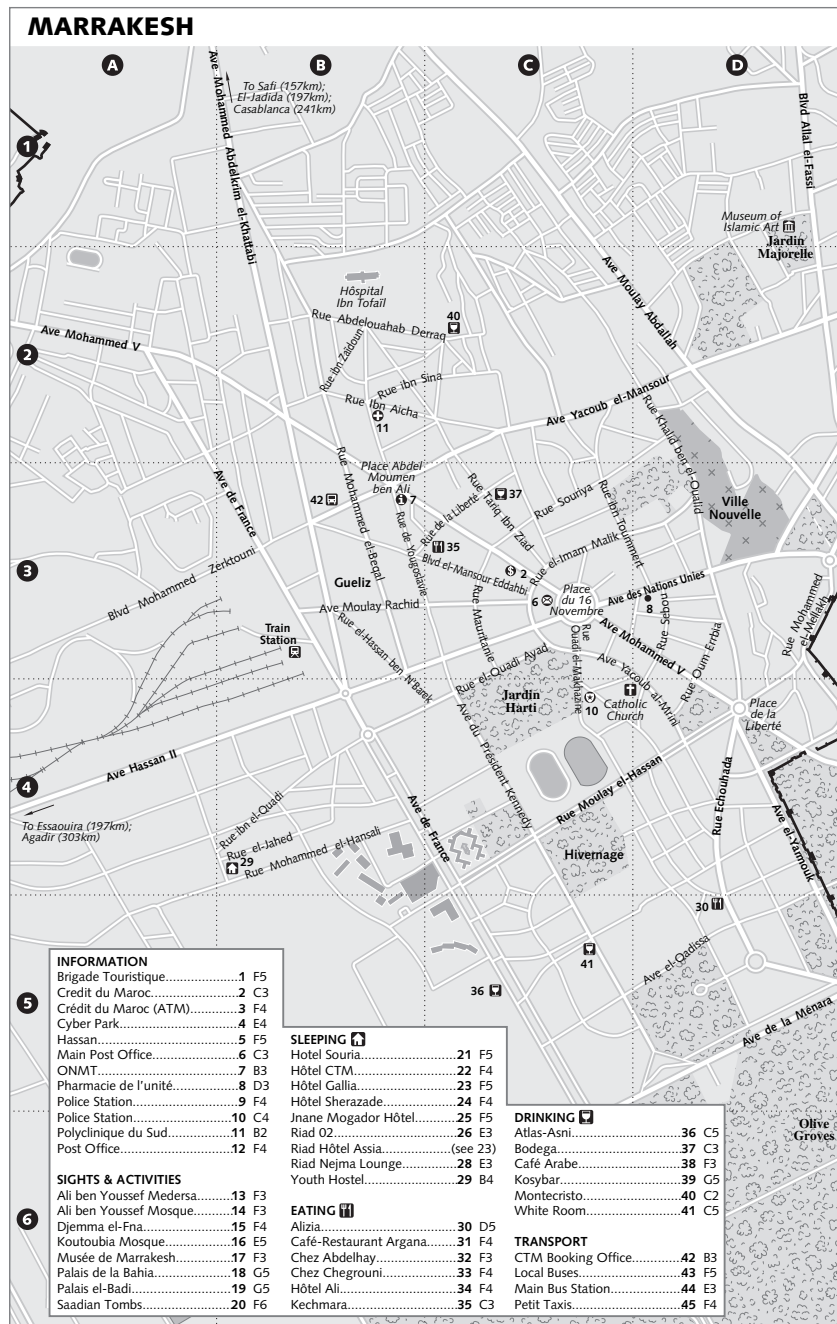 MARRAKESH
A
B
C
D
1
2
3
4
5
6
To Safi (157km);
El-Jadida (197km);
Casablanca (241km)
Ave Mohammed Abdelkrim el-Khattabi
Blvd Allal el-Fassi
Museum of
Islamic Art
Jardin
Majorelle
Hôspital
Ibn Tofaïl
40
Rue Abdelouahab Derraq
Ave Moulay Abdallah
Ave Mohammed V
Rue ibn Zaïdoun
Rue ibn Sina
Rue Ibn Aicha
11
Ave Yacoub el-Mansour
Rue Khalid ben el-Oualid
Place Abdel
Moumen
ben Ali
Ave de France
Rue Mohammed el-Beqal
42
7
37
Rue de la Liberté
Rue Tariq Ibn Ziad
Rue Souriya
Rue Ibn Toummert
Ville
Nouvelle
Rue de Yougoslavie
35
Blvd el-Mansour Eddahbi
2
Rue el-Imam Malik
Blvd Mohammed Zerktouni
Gueliz
Ave Moulay Rachid
Rue Mauritanie
6
Place
du 16
Novembre
Ave des Nations Unies
8
Rue Sebou
Rue Mohammed el-Mellakh
Train
Station
Rue el-Hassan ben M'Barek
Rue el-Quadi Ayad
Rue Ouadi el-Makhazine
Ave Mohammed V
Ave Yacoub al-Mrini
Rue Oum Errbia
Jardin
Harti
10
Catholic
Church
Place
de la
Liberté
Ave Hassan II
Ave du Président Kennedy
Rue Moulay el-Hassan
Rue Echouhada
Ave el-Yarmouk
To Essaouira (197km);
Agadir (303km)
Rue ibn el-Quadi
Rue el-Jahed
29
Rue Mohammed el-Hansali
Ave de France
Hivernage
30
41
36
Ave el-Qadissa
Ave de la Ménara
Olive
Groves
INFORMATION
Brigade Touristique....................1 F5
Credit du Maroc.........................2 C3
Crédit du Maroc (ATM)..............3 F4
Cyber Park.................................4 E4
Hassan.......................................5 F5
Main Post Office.........................6 C3
ONMT........................................7 B3
Pharmacie de l'unité...................8 D3
Police Station.............................9 F4
Police Station...........................10 C4
Polyclinique du Sud..................11 B2
Post Office...............................12 F4
SIGHTS & ACTIVITIES
Ali ben Youssef Medersa...........13 F3
Ali ben Youssef Mosque............14 F3
Djemma el-Fna.........................15 F4
Koutoubia Mosque....................16 E5
Musée de Marrakesh.................17 F3
Palais de la Bahia......................18 G5
Palais el-Badi...........................19 G5
Saadian Tombs.........................20 F6
SLEEPING
Hotel Souria.............................21 F5
Hôtel CTM...............................22 F4
Hôtel Gallia..............................23 F5
Hôtel Sherazade........................24 F4
Jnane Mogador Hôtel................25 F5
Riad 02....................................26 E3
Riad Hôtel Assia.....................(see 23)
Riad Nejma Lounge..................28 E3
Youth Hostel............................29 B4
EATING
Alizia.......................................30 D5
Café-Restaurant Argana.............31 F4
Chez Abdelhay.........................32 F3
Chez Chegrouni........................33 F4
Hôtel Ali..................................34 F4
Kechmara.................................35 C3
DRINKING
Atlas-Asni................................36 C5
Bodega....................................37 C3
Café Arabe...............................38 F3
Kosybar...................................39 G5
Montecristo..............................40 C2
White Room.............................41 C5
TRANSPORT
CTM Booking Office.................42 B3
Local Buses..............................43 F5
Main Bus Station......................44 E3
Petit Taxis................................45 F4